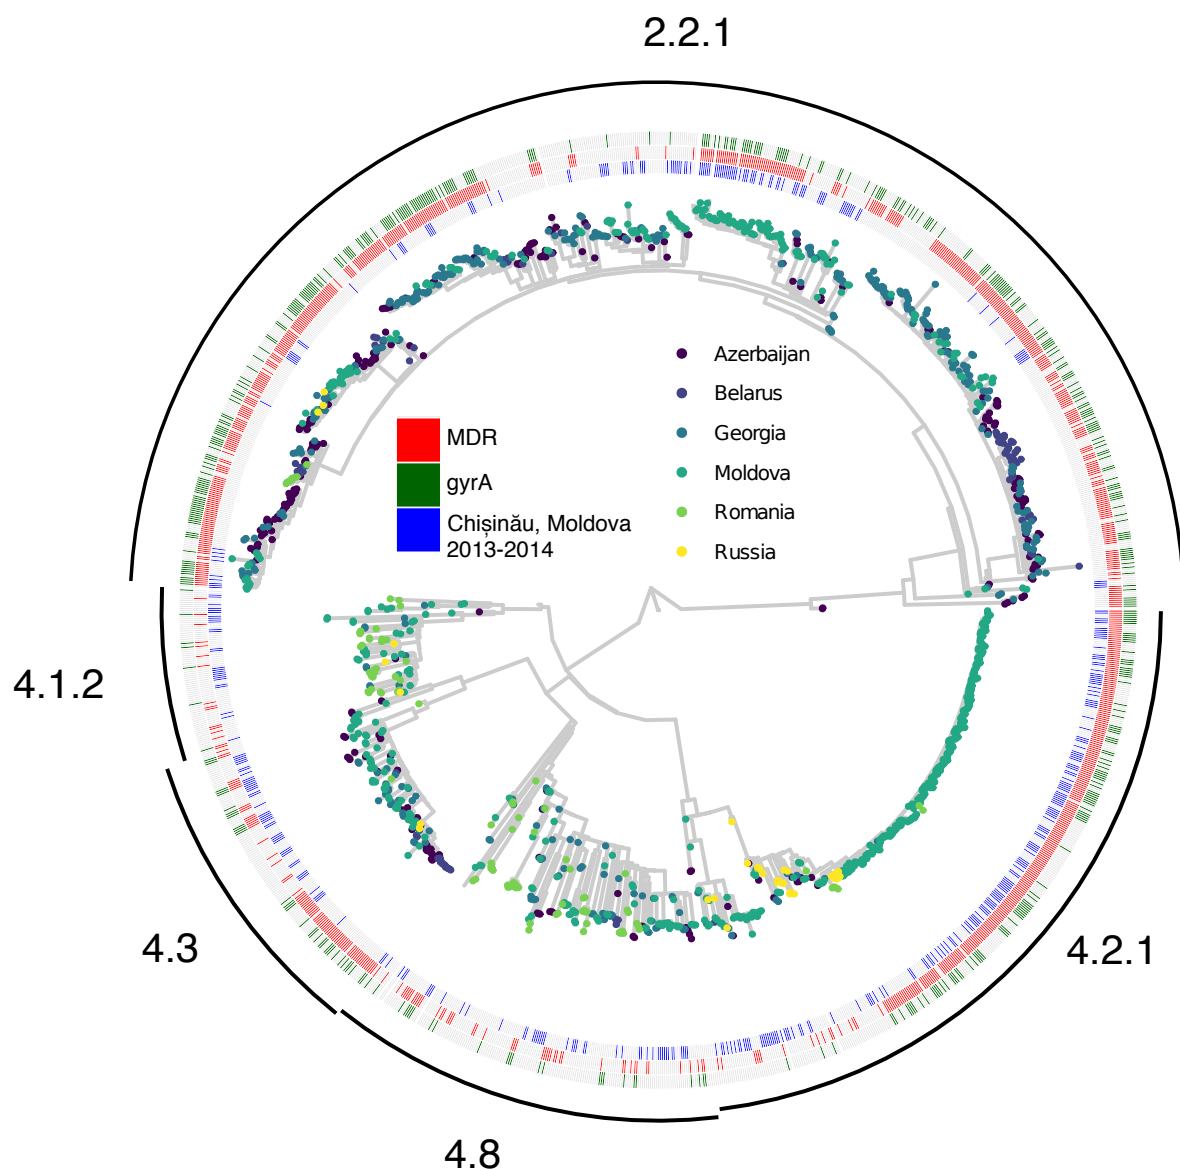 2.2.1
Azerbaijan
Belarus
Georgia
Moldova
Romania
Russia
MDR
gyrA
Chișinău, Moldova
2013-2014
4.1.2
4.3
4.2.1
4.8